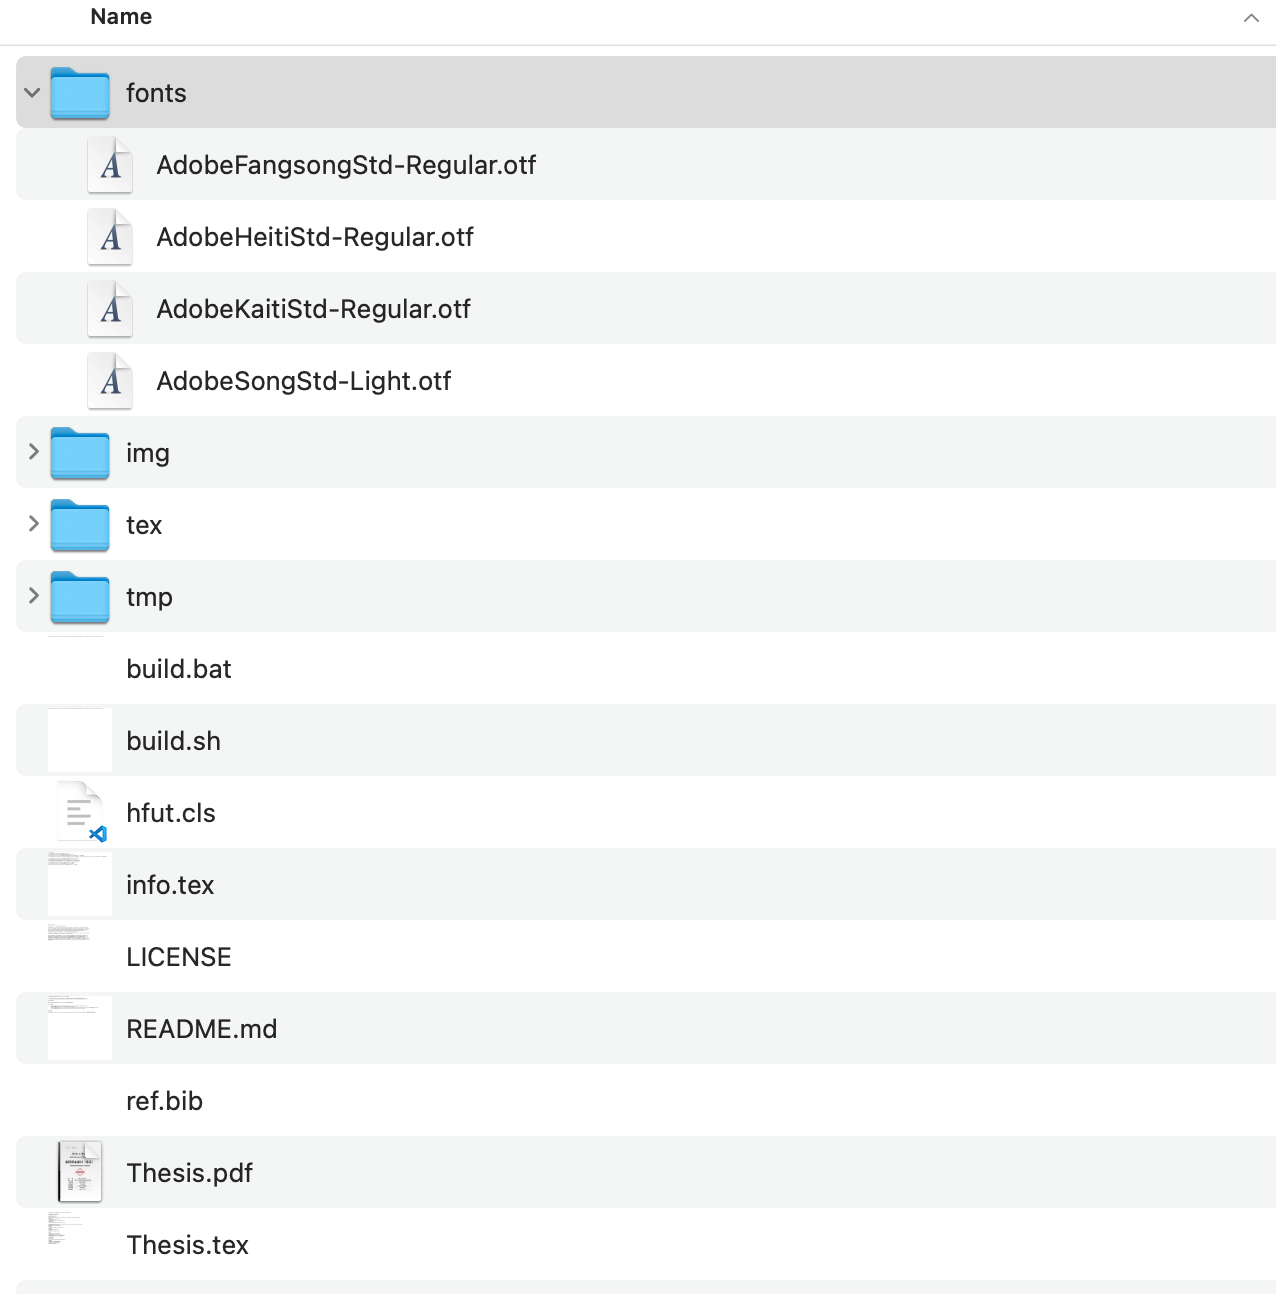 Name
fonts
AdobeFangsongStd-Regular.otf
AdobeHeitiStd-Regular.otf
AdobeKaitiStd-Regular.otf
AdobeSongStd-Light.otf
img
tex
tmp
build.bat
build.sh
hfut.cls
info.tex
LICENSE
README.md
ref.bib
Thesis.pdf
Thesis.tex